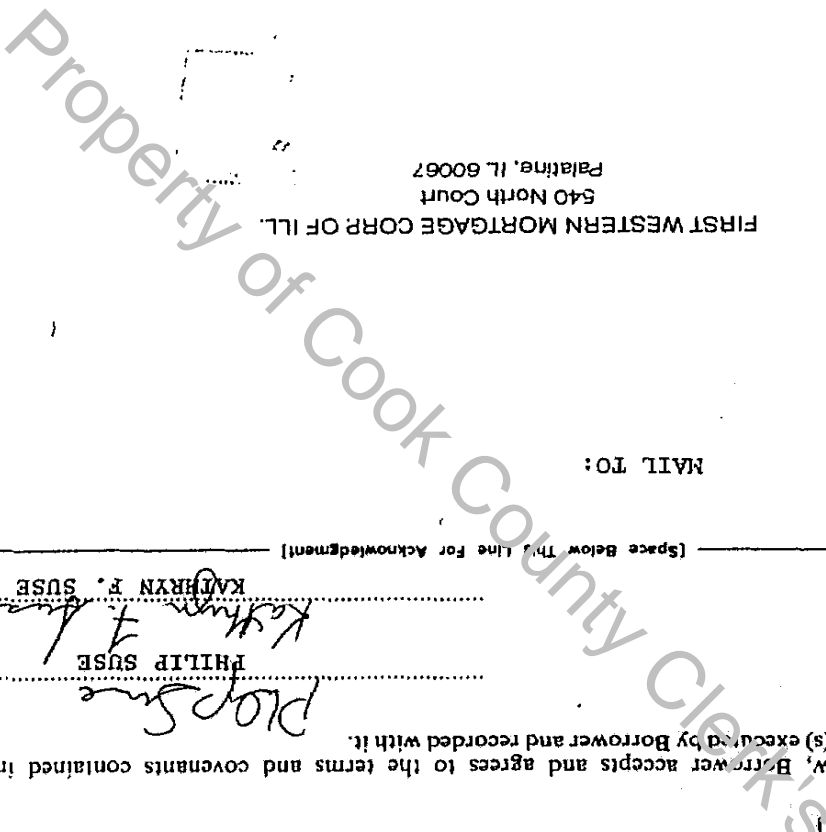 w, Borrower accepts and agrees to the terms and covenants contained in
(s) executed by Borrower and recorded with it.
PHILIP SUSE
Kathryn F. Suse
KATHRYN F. SUSE
[Space Below This Line For Acknowledgment]
MAIL TO:
FIRST WESTERN MORTGAGE CORP OF ILL.
540 North Court
Palatine, IL 60067
Property of Cook County Clerk's